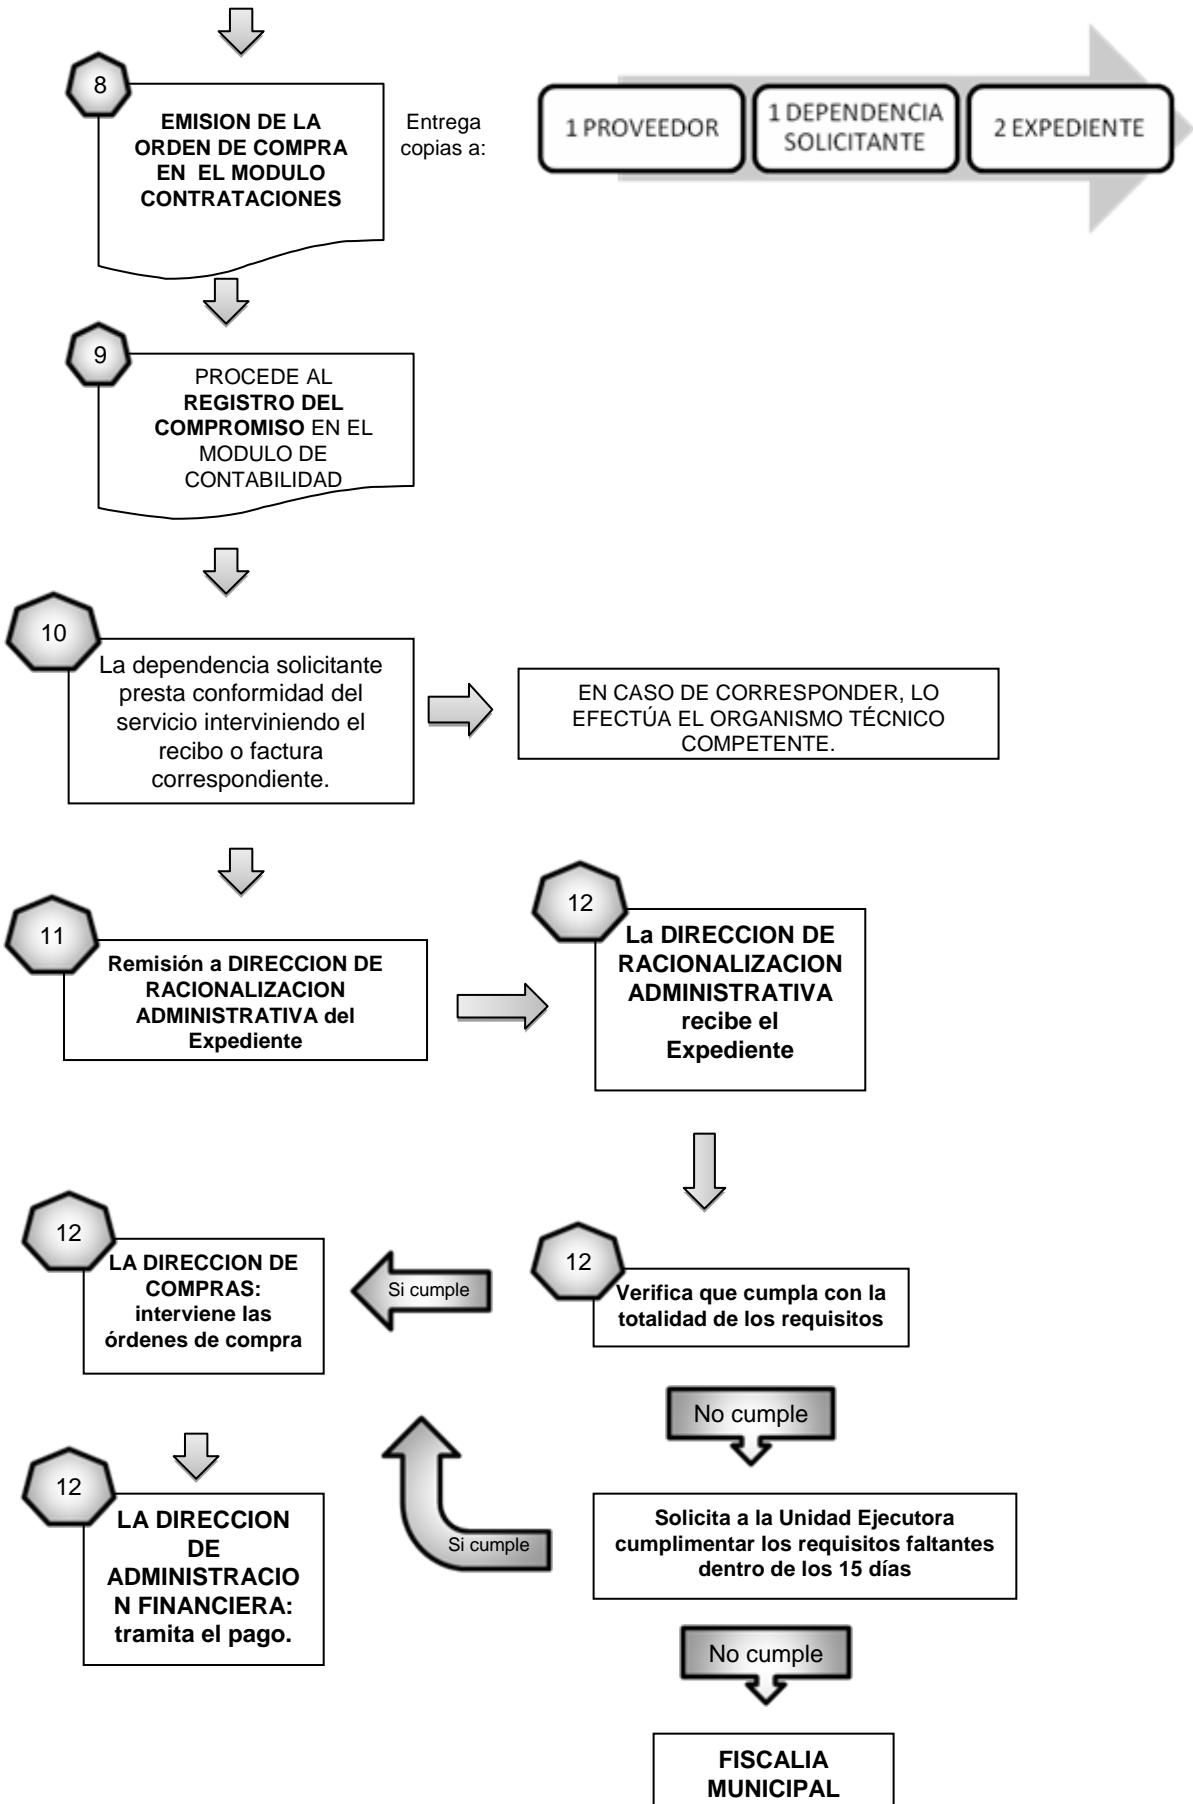 8
EMISION DE LA
ORDEN DE COMPRA
EN EL MODULO
CONTRATACIONES
Entrega
copias a:
1 PROVEEDOR
1 DEPENDENCIA
SOLICITANTE
2 EXPEDIENTE
9
PROCEDE AL
REGISTRO DEL
COMPROMISO EN EL
MODULO DE
CONTABILIDAD
10
La dependencia solicitante
presta conformidad del
servicio interviniendo el
recibo o factura
correspondiente.
EN CASO DE CORRESPONDER, LO
EFECTÚA EL ORGANISMO TÉCNICO
COMPETENTE.
11
Remisión a DIRECCION DE
RACIONALIZACION
ADMINISTRATIVA del
Expediente
12
La DIRECCION DE
RACIONALIZACION
ADMINISTRATIVA
recibe el
Expediente
12
LA DIRECCION DE
COMPRAS:
interviene las
órdenes de compra
Si cumple
12
Verifica que cumpla con la
totalidad de los requisitos
No cumple
12
LA DIRECCION
DE
ADMINISTRACIO
N FINANCIERA:
tramita el pago.
Si cumple
Solicita a la Unidad Ejecutora
cumplimentar los requisitos faltantes
dentro de los 15 días
No cumple
FISCALIA
MUNICIPAL